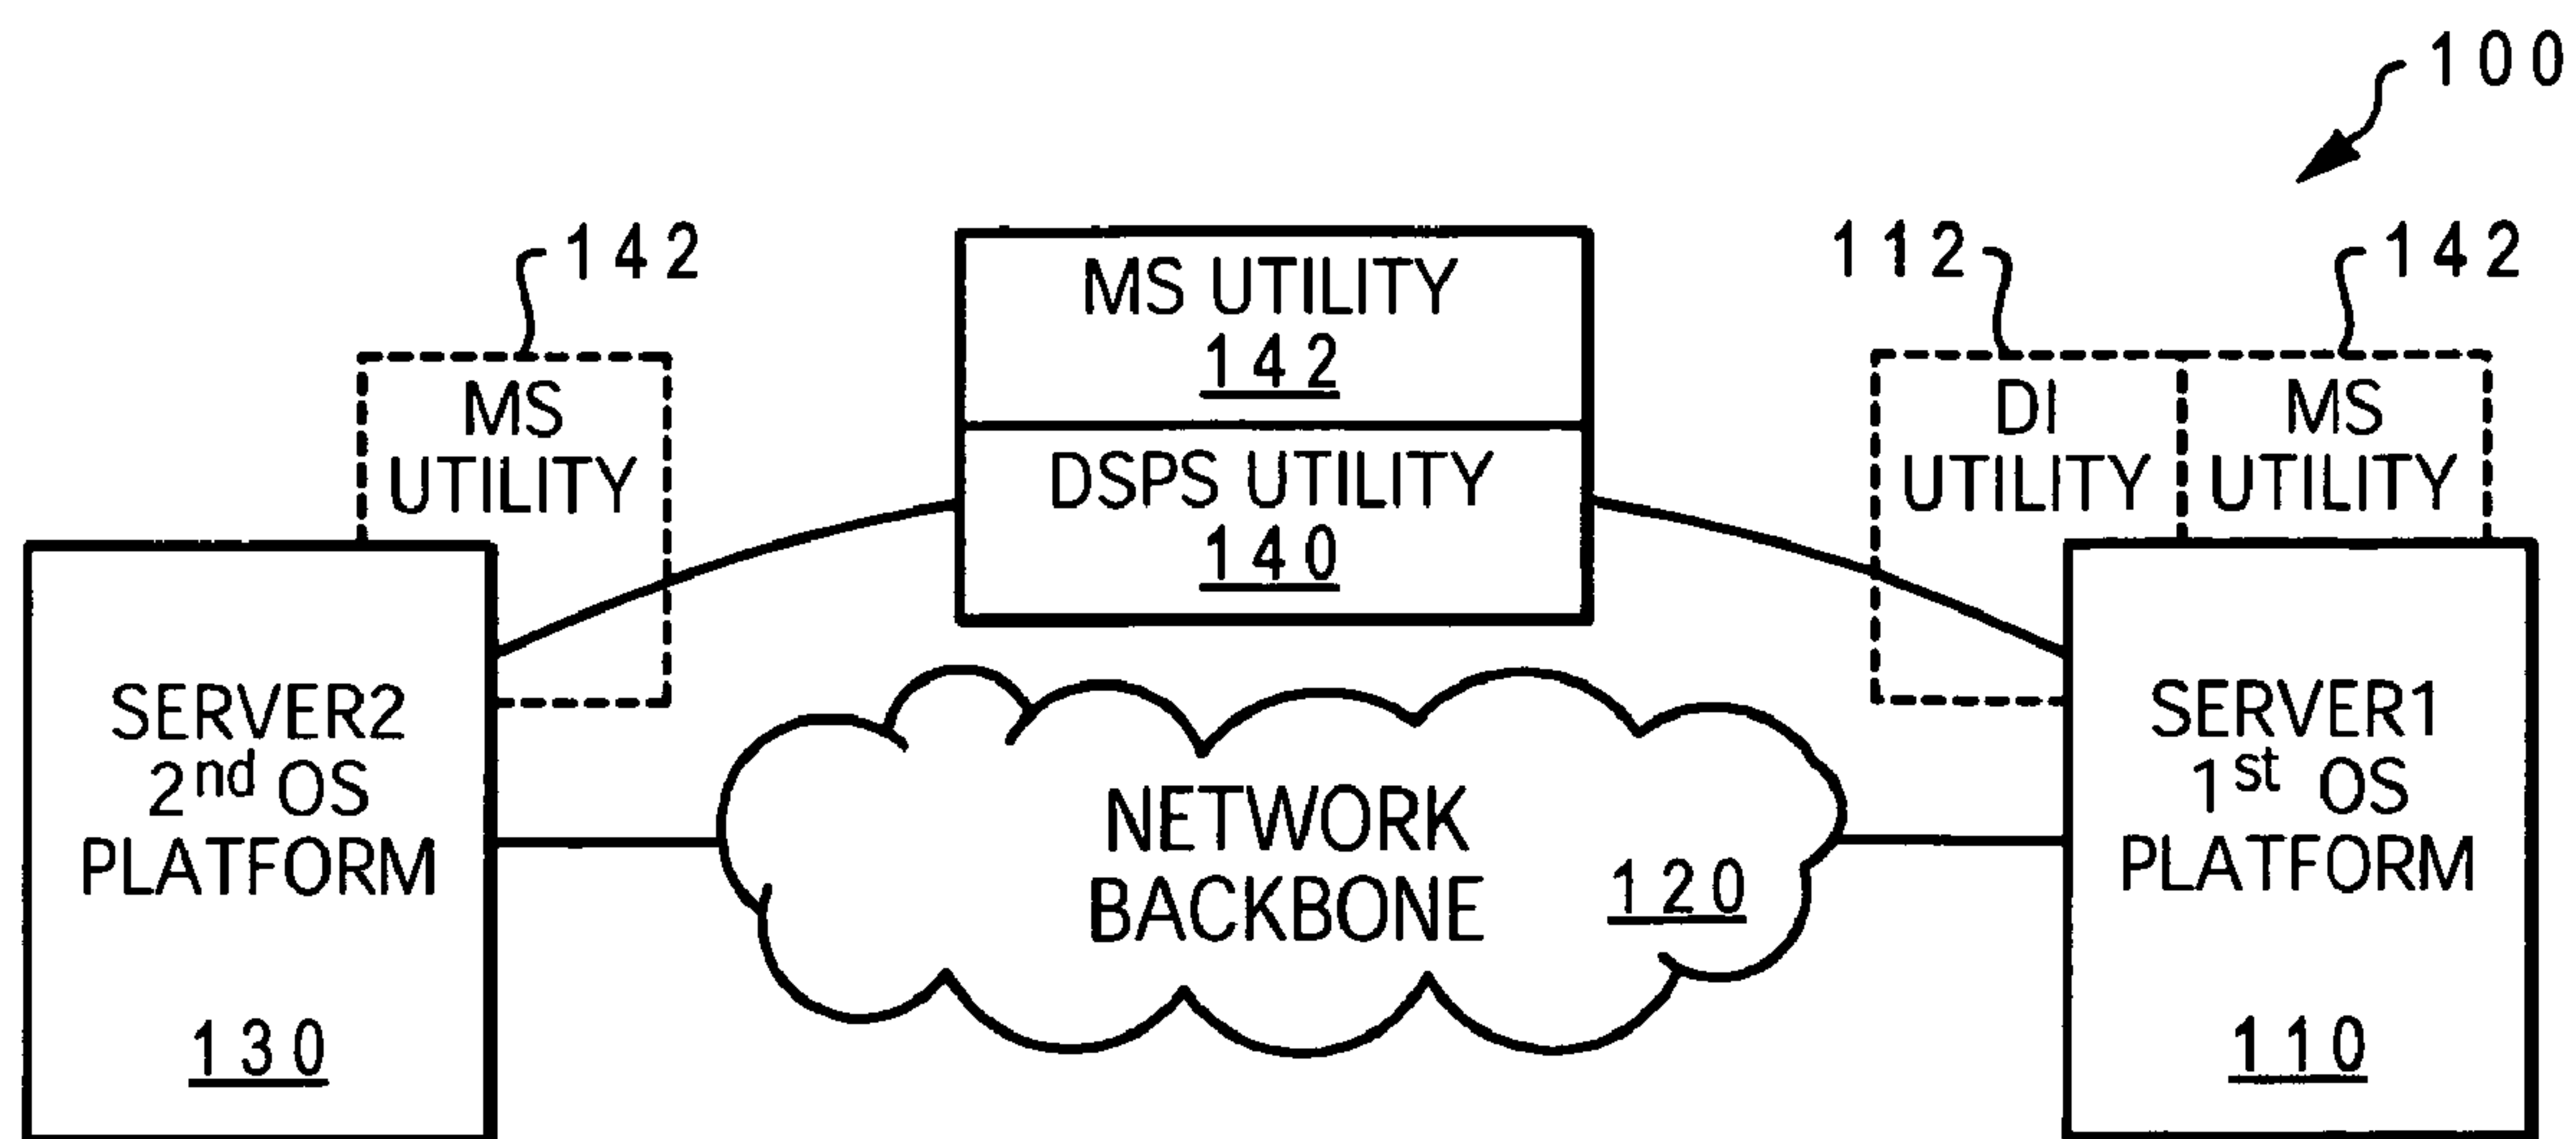 100
142
112
142
MS UTILITY
142
DSPS UTILITY
140
MS
UTILITY
DI
UTILITY
MS
UTILITY
SERVER2
2nd OS
PLATFORM
130
NETWORK
BACKBONE
120
SERVER1
1st OS
PLATFORM
110